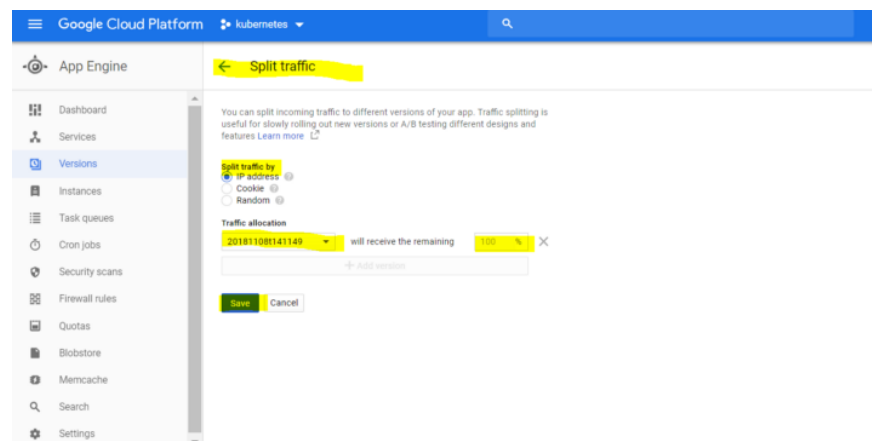 Google Cloud Platform
kubernetes
App Engine
Split traffic
Dashboard
Services
Versions
Instances
Task queues
Cron jobs
Security scans
Firewall rules
Quotas
Blobstore
Memcache
Search
Settings
You can split incoming traffic to different versions of your app. Traffic splitting is
useful for slowly rolling out new versions or A/B testing different designs and
features Learn more
Split traffic by
IP address
Cookie
Random
Traffic allocation
20181108t141149 will receive the remaining 100 %
+ Add version
Save Cancel